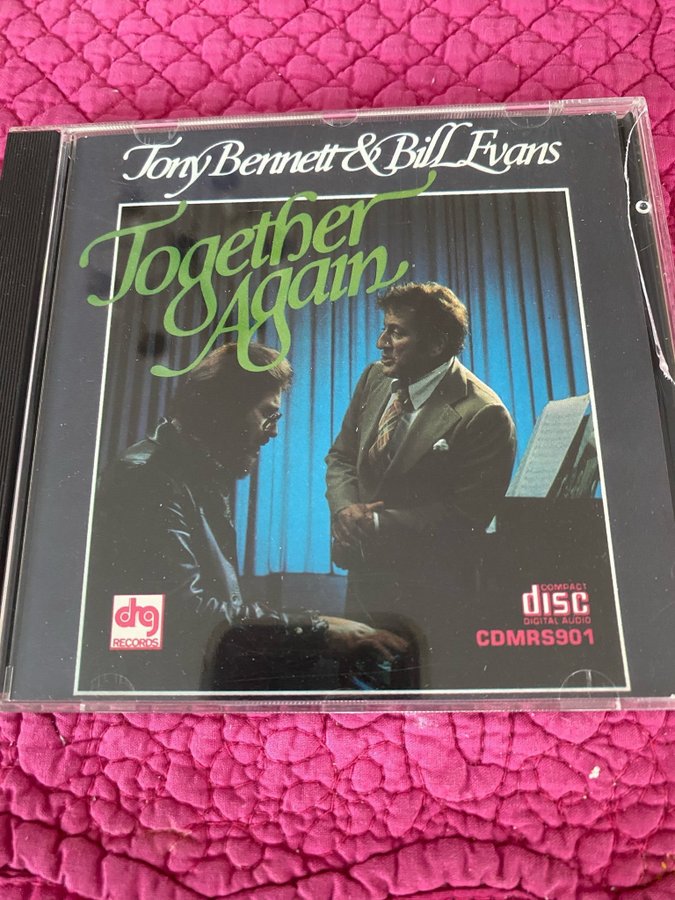 Tony Bennett & Bill Evans
Together
Again
drg
RECORDS
COMPACT
disc
DIGITAL AUDIO
CDMRS901